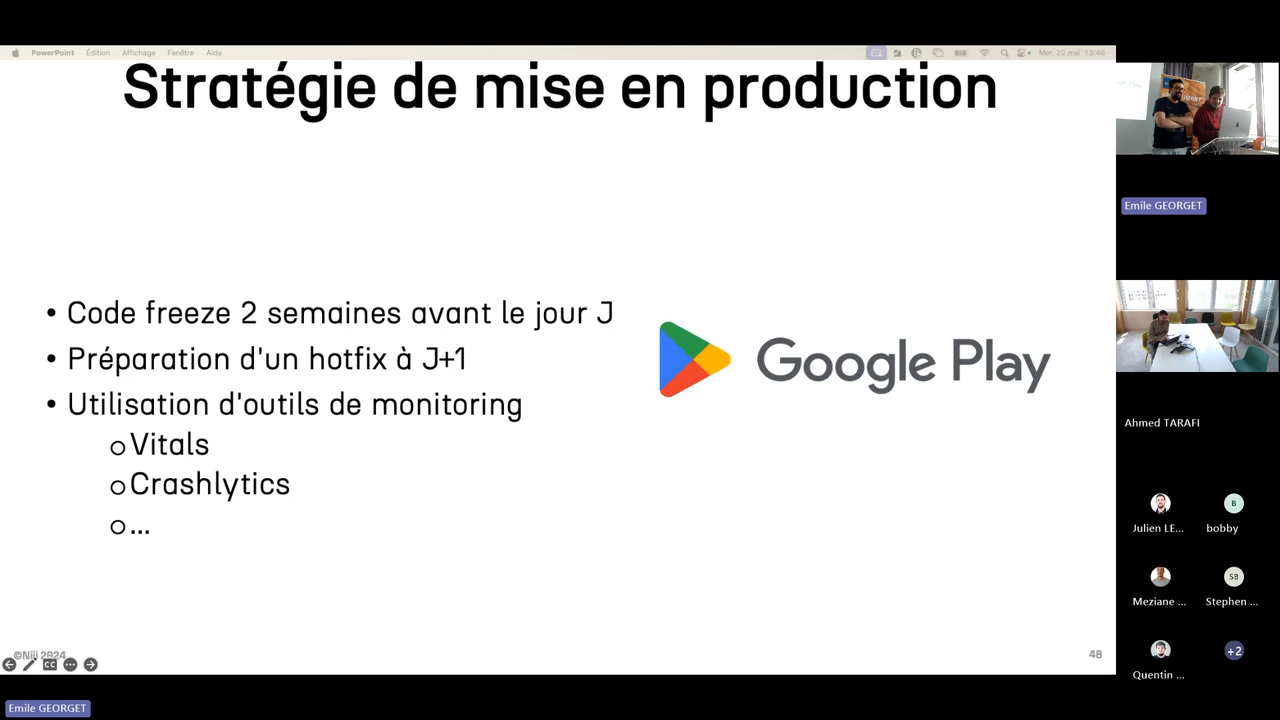 PowerPoint Édition Affichage Fenêtre Aide
Mer. 22 mai 13:46
Stratégie de mise en production
• Code freeze 2 semaines avant le jour J
• Préparation d'un hotfix à J+1
• Utilisation d'outils de monitoring
o Vitals
o Crashlytics
o ...
Google Play
©Niji 2024
48
CC
Emile GEORGET
Emile GEORGET
Ahmed TARAFI
Julien LE...
B
bobby
Meziane ...
SB
Stephen ...
Quentin ...
+2